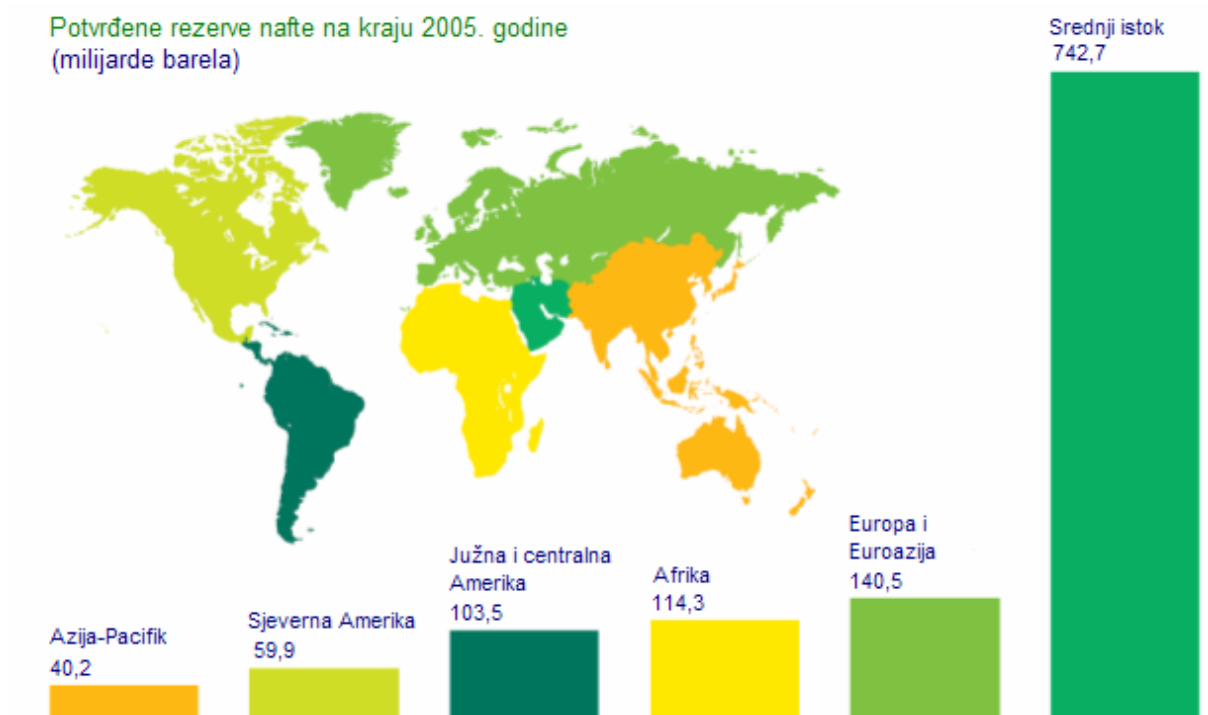 Potvrđene rezerve nafte na kraju 2005. godine
(milijarde barela)
Srednji istok
742,7
Europa i
Euroazija
140,5
Južna i centralna
Amerika
103,5
Afrika
114,3
Sjeverna Amerika
59,9
Azija-Pacifik
40,2